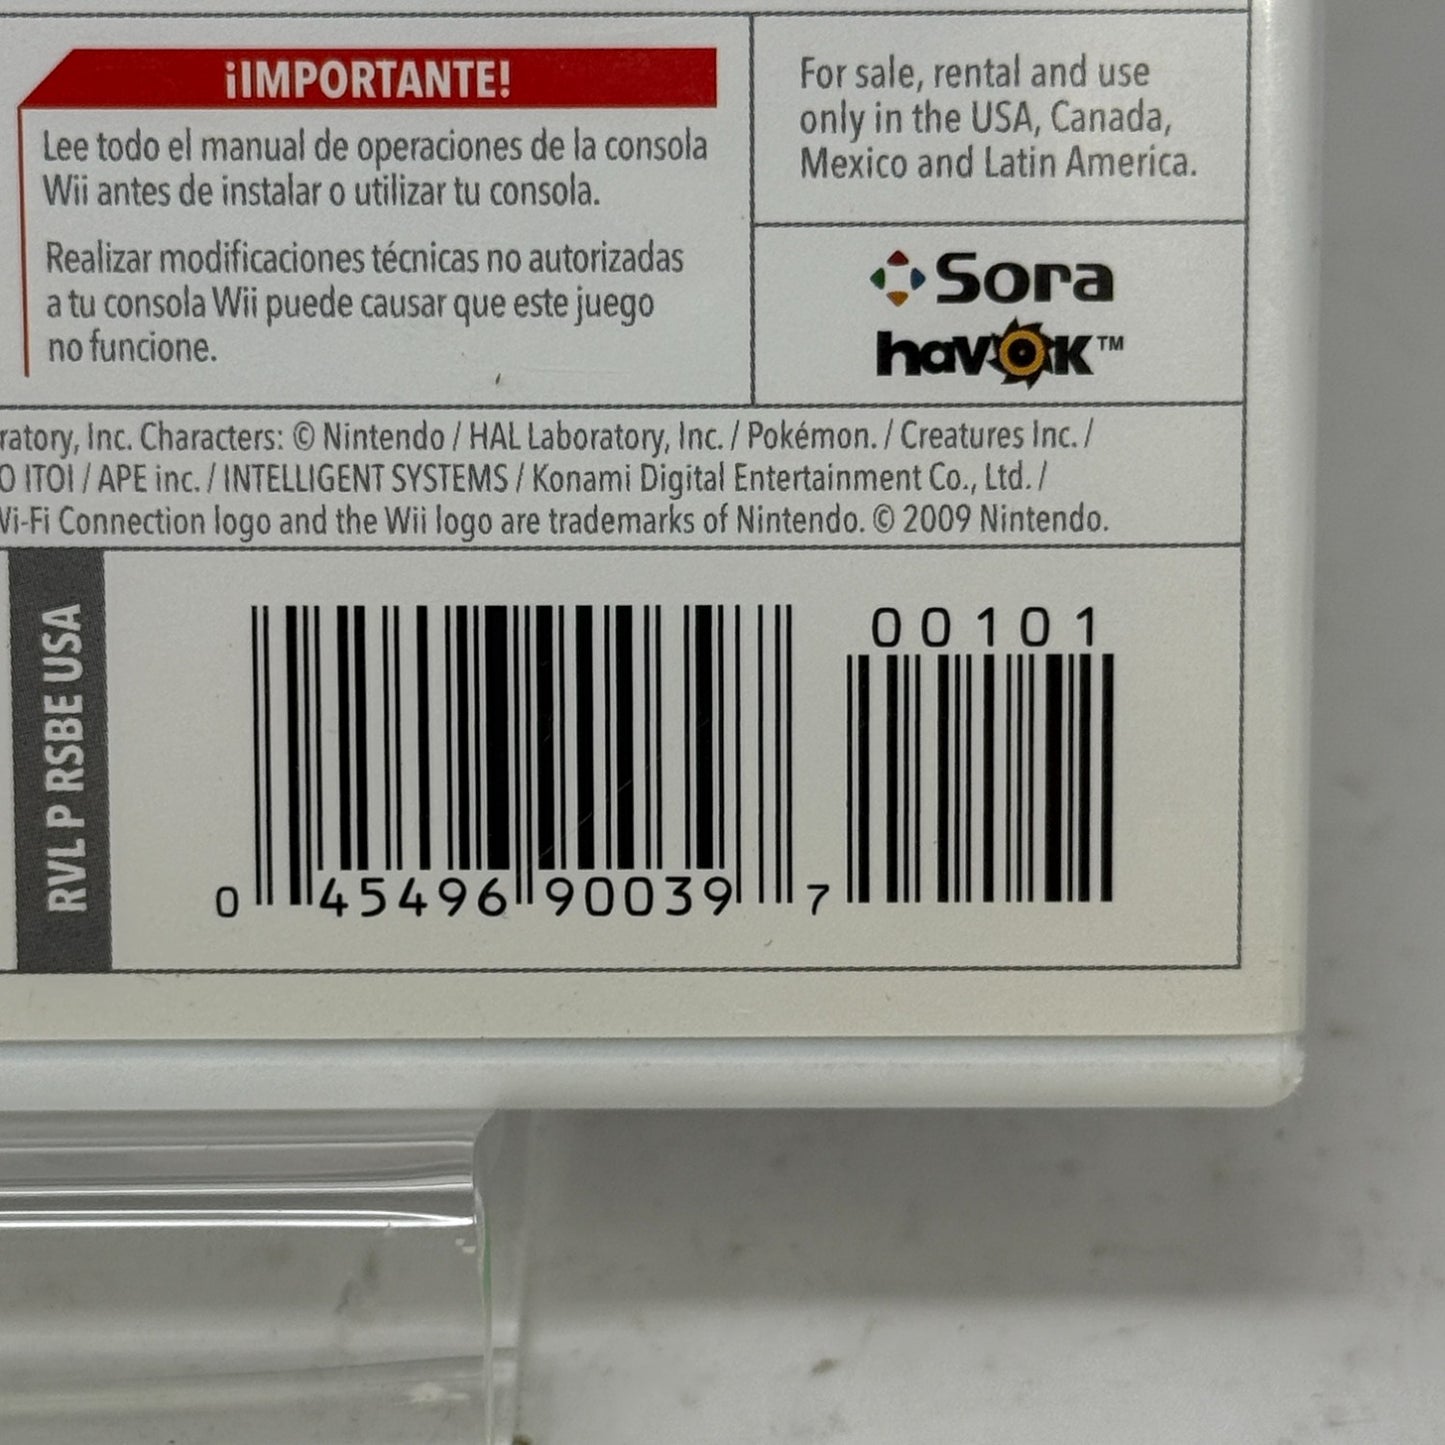 ¡IMPORTANTE!
Lee todo el manual de operaciones de la consola
Wii antes de instalar o utilizar tu consola.
Realizar modificaciones técnicas no autorizadas
a tu consola Wii puede causar que este juego
no funcione.
For sale, rental and use
only in the USA, Canada,
Mexico and Latin America.
Sora
havok™
ratory, Inc. Characters: © Nintendo / HAL Laboratory, Inc. / Pokémon. / Creatures Inc. /
O ITOI / APE inc. / INTELLIGENT SYSTEMS / Konami Digital Entertainment Co., Ltd. /
Wi-Fi Connection logo and the Wii logo are trademarks of Nintendo. © 2009 Nintendo.
RVL P RSBE USA
00101
0 45496 90039 7